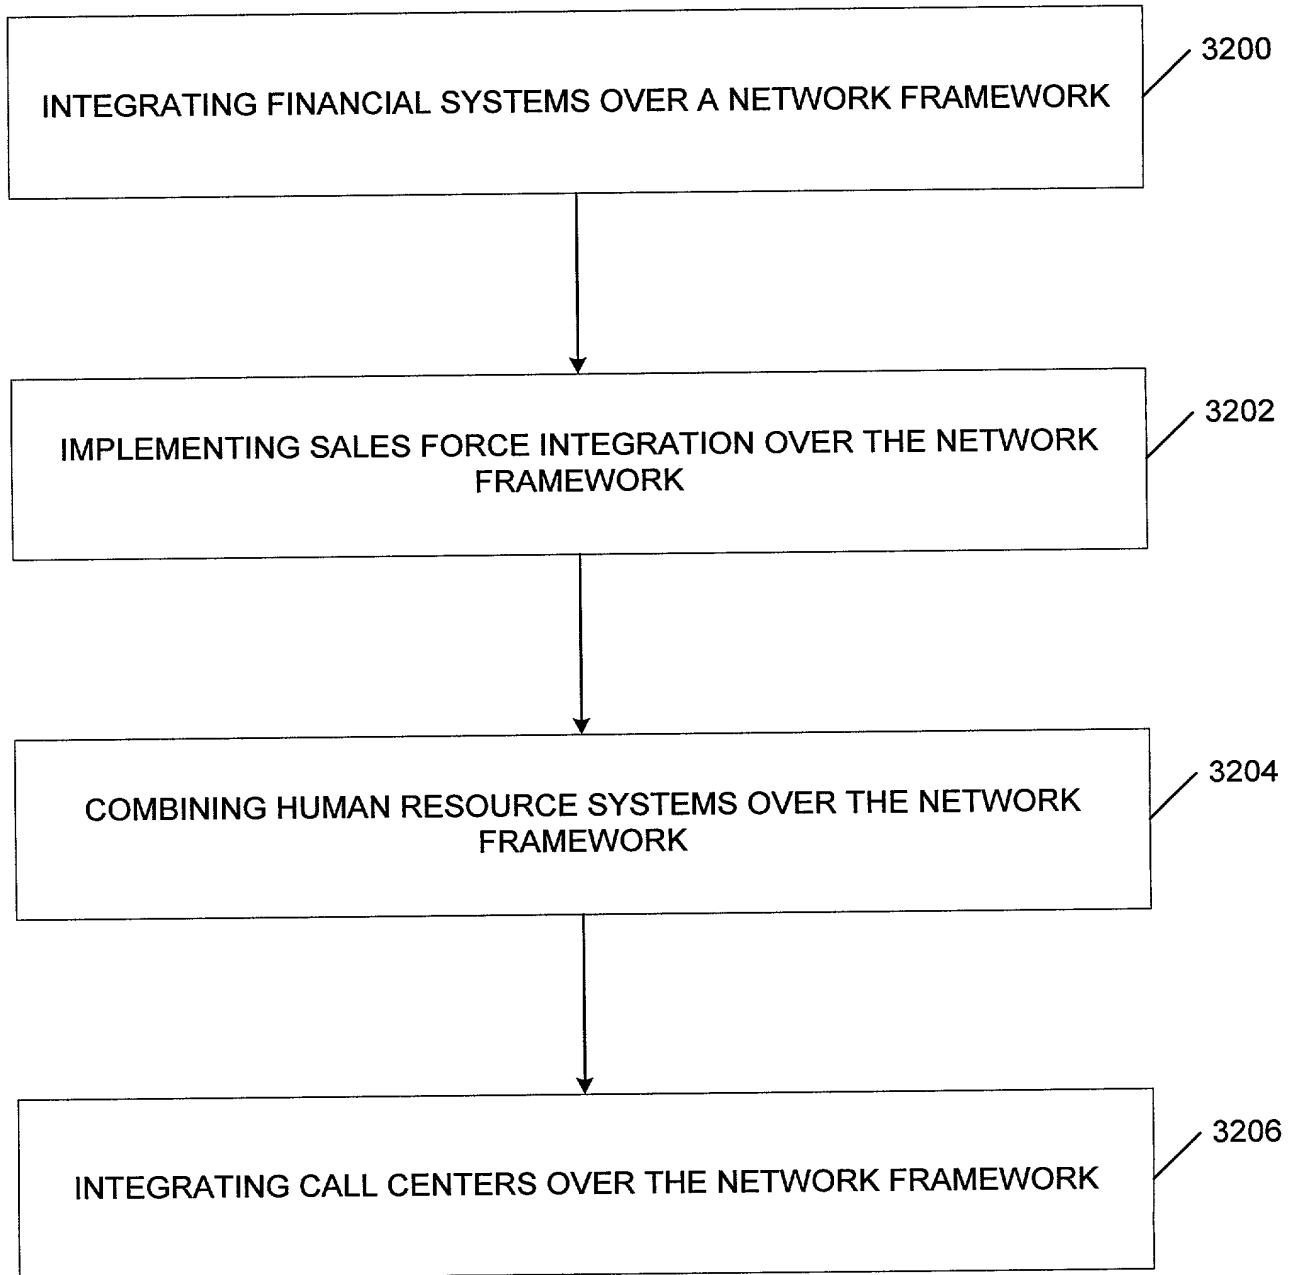 INTEGRATING FINANCIAL SYSTEMS OVER A NETWORK FRAMEWORK
3200
IMPLEMENTING SALES FORCE INTEGRATION OVER THE NETWORK
FRAMEWORK
3202
COMBINING HUMAN RESOURCE SYSTEMS OVER THE NETWORK
FRAMEWORK
3204
INTEGRATING CALL CENTERS OVER THE NETWORK FRAMEWORK
3206